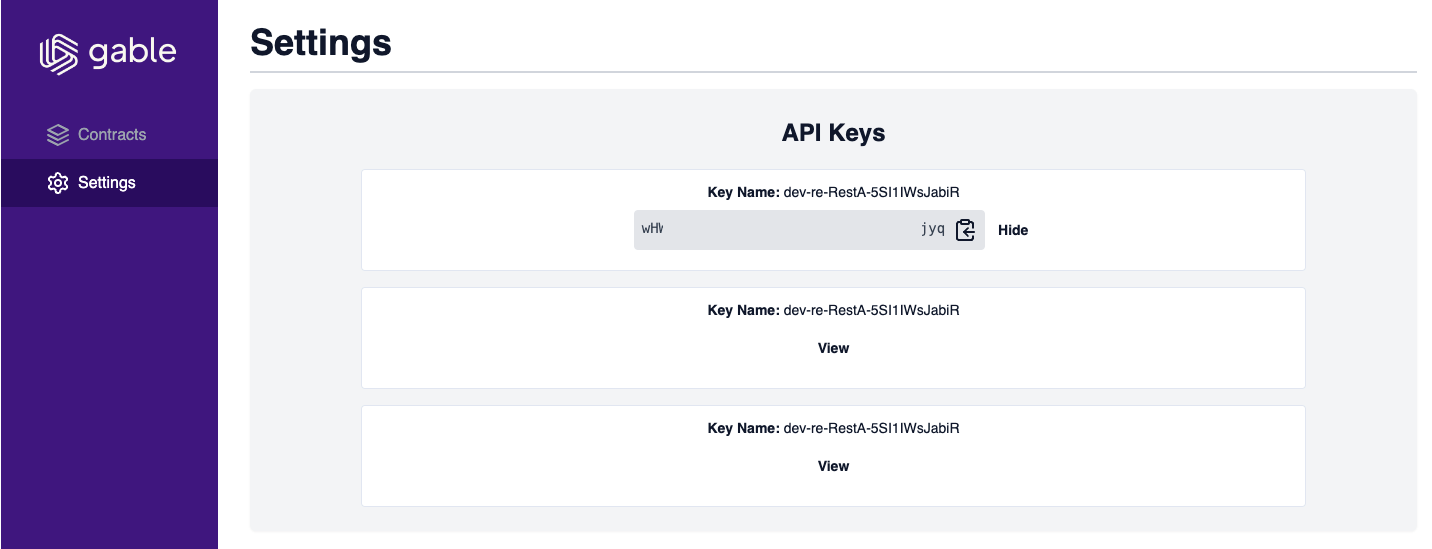 gable
Settings
Contracts
Settings
API Keys
Key Name: dev-re-RestA-5SI1IWsJabiR
wHW jyq Hide
Key Name: dev-re-RestA-5SI1IWsJabiR
View
Key Name: dev-re-RestA-5SI1IWsJabiR
View